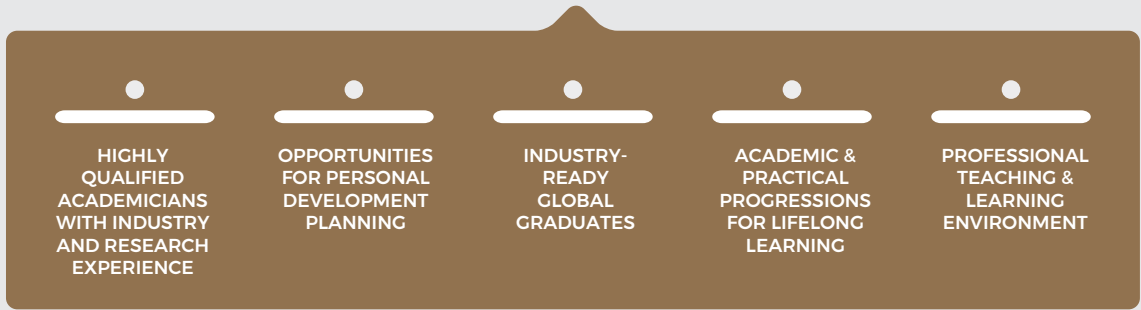 HIGHLY
QUALIFIED
ACADEMICIANS
WITH INDUSTRY
AND RESEARCH
EXPERIENCE
OPPORTUNITIES
FOR PERSONAL
DEVELOPMENT
PLANNING
INDUSTRY-
READY
GLOBAL
GRADUATES
ACADEMIC &
PRACTICAL
PROGRESSIONS
FOR LIFELONG
LEARNING
PROFESSIONAL
TEACHING &
LEARNING
ENVIRONMENT